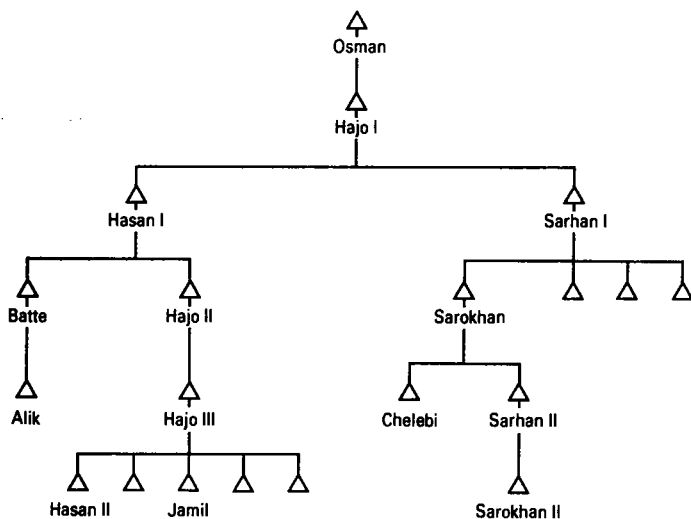 Osman
Hajo I
Hasan I
Sarhan I
Batte
Hajo II
Sarokhan
Alik
Hajo III
Chelebi
Sarhan II
Hasan II
Jamil
Sarokhan II